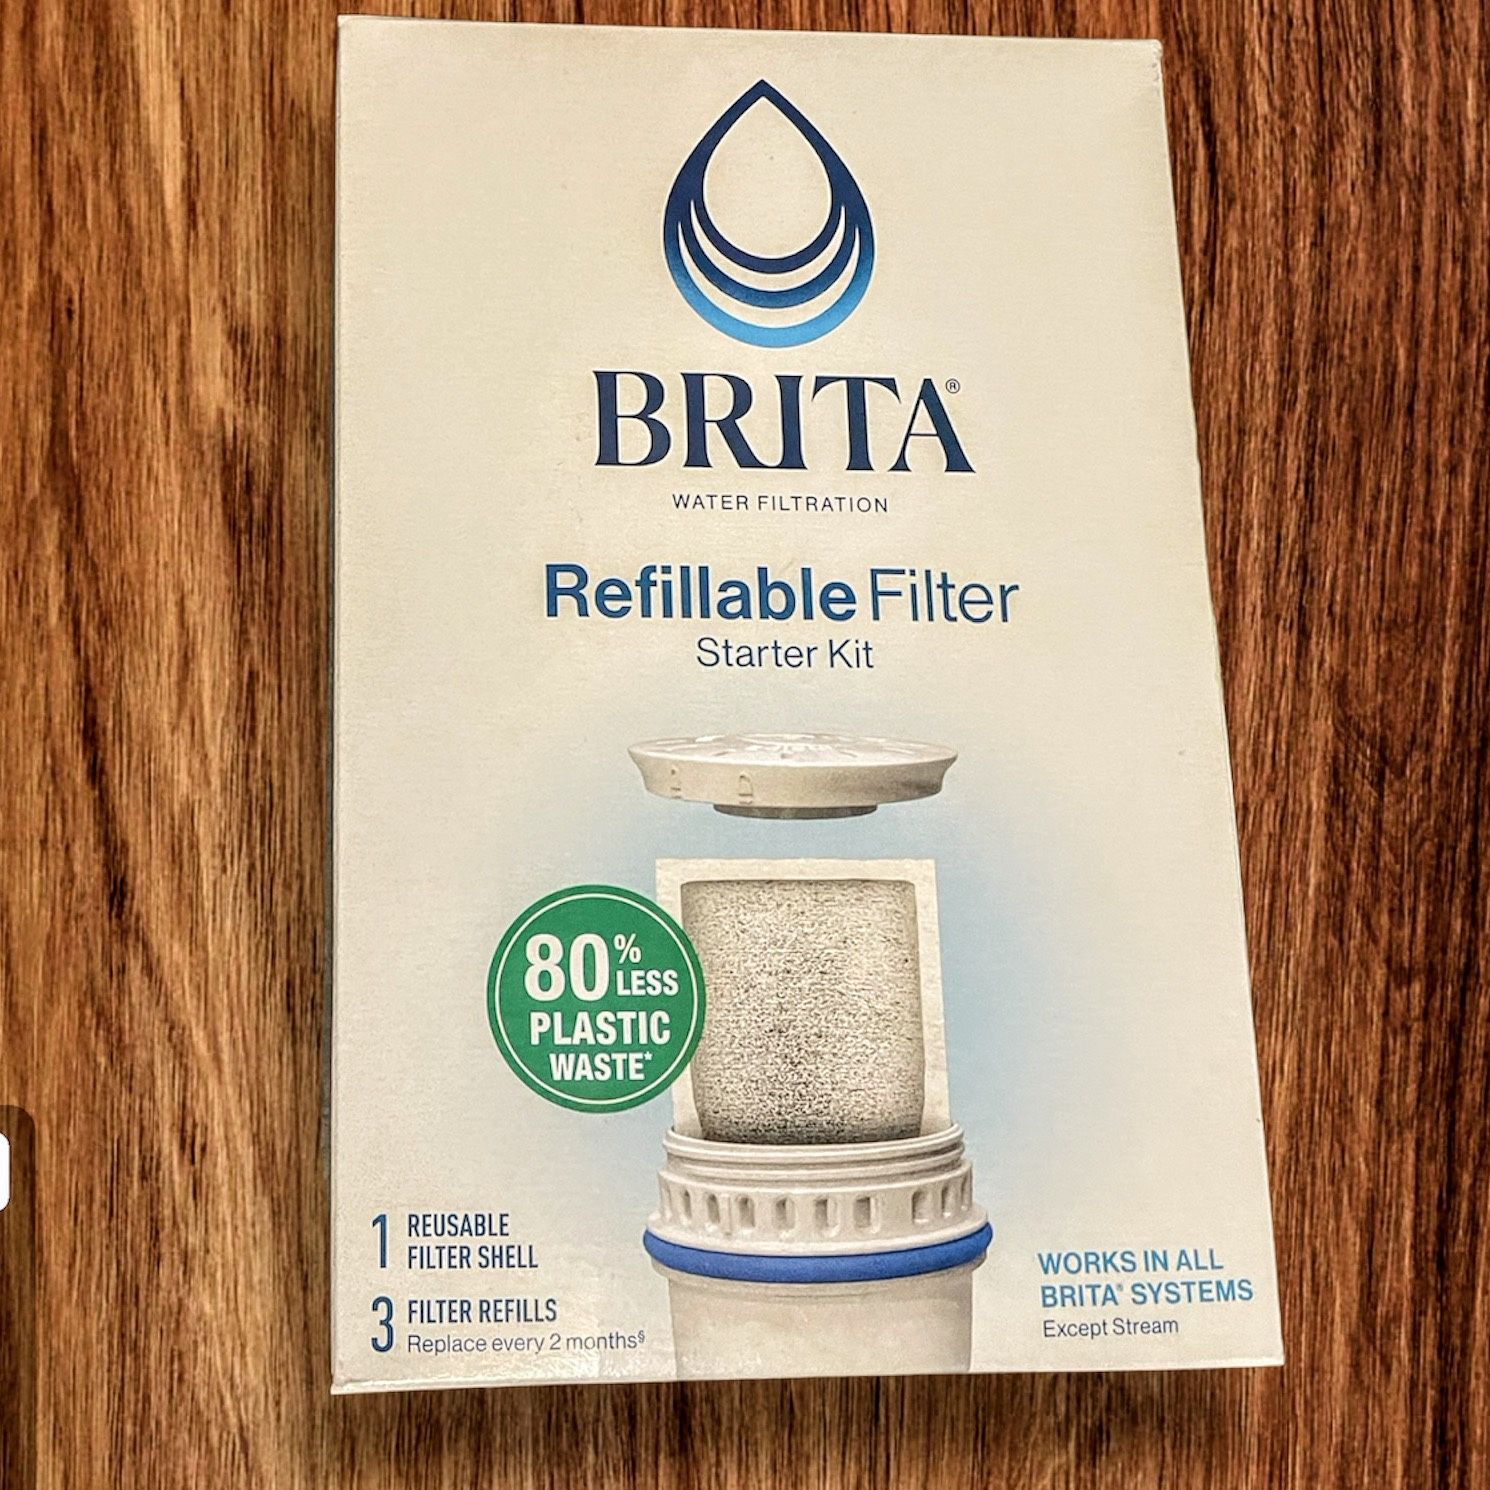 BRITA®
WATER FILTRATION
Refillable Filter
Starter Kit
80% LESS
PLASTIC
WASTE*
1 REUSABLE
FILTER SHELL
3 FILTER REFILLS
Replace every 2 months§
WORKS IN ALL
BRITA® SYSTEMS
Except Stream